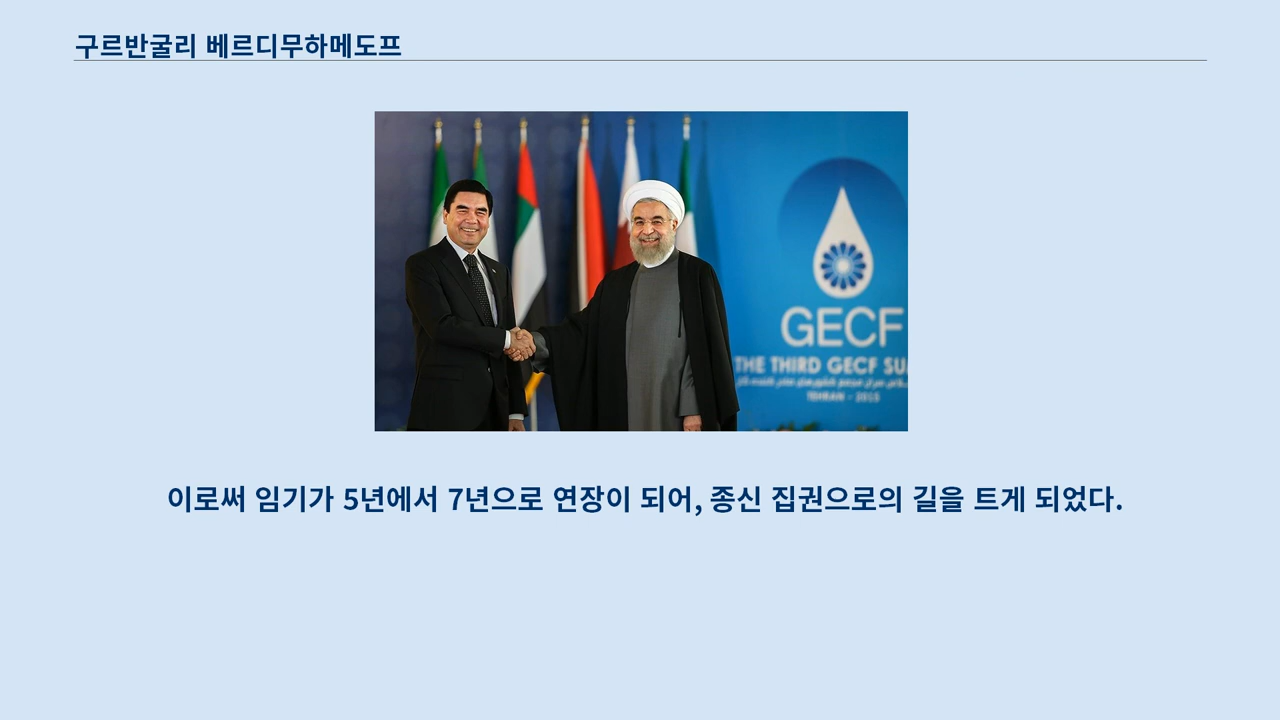 구르반굴리 베르디무하메도프
GECF
THE THIRD GECF SU
TEHRAN - 2015
이로써 임기가 5년에서 7년으로 연장이 되어, 종신 집권으로의 길을 트게 되었다.